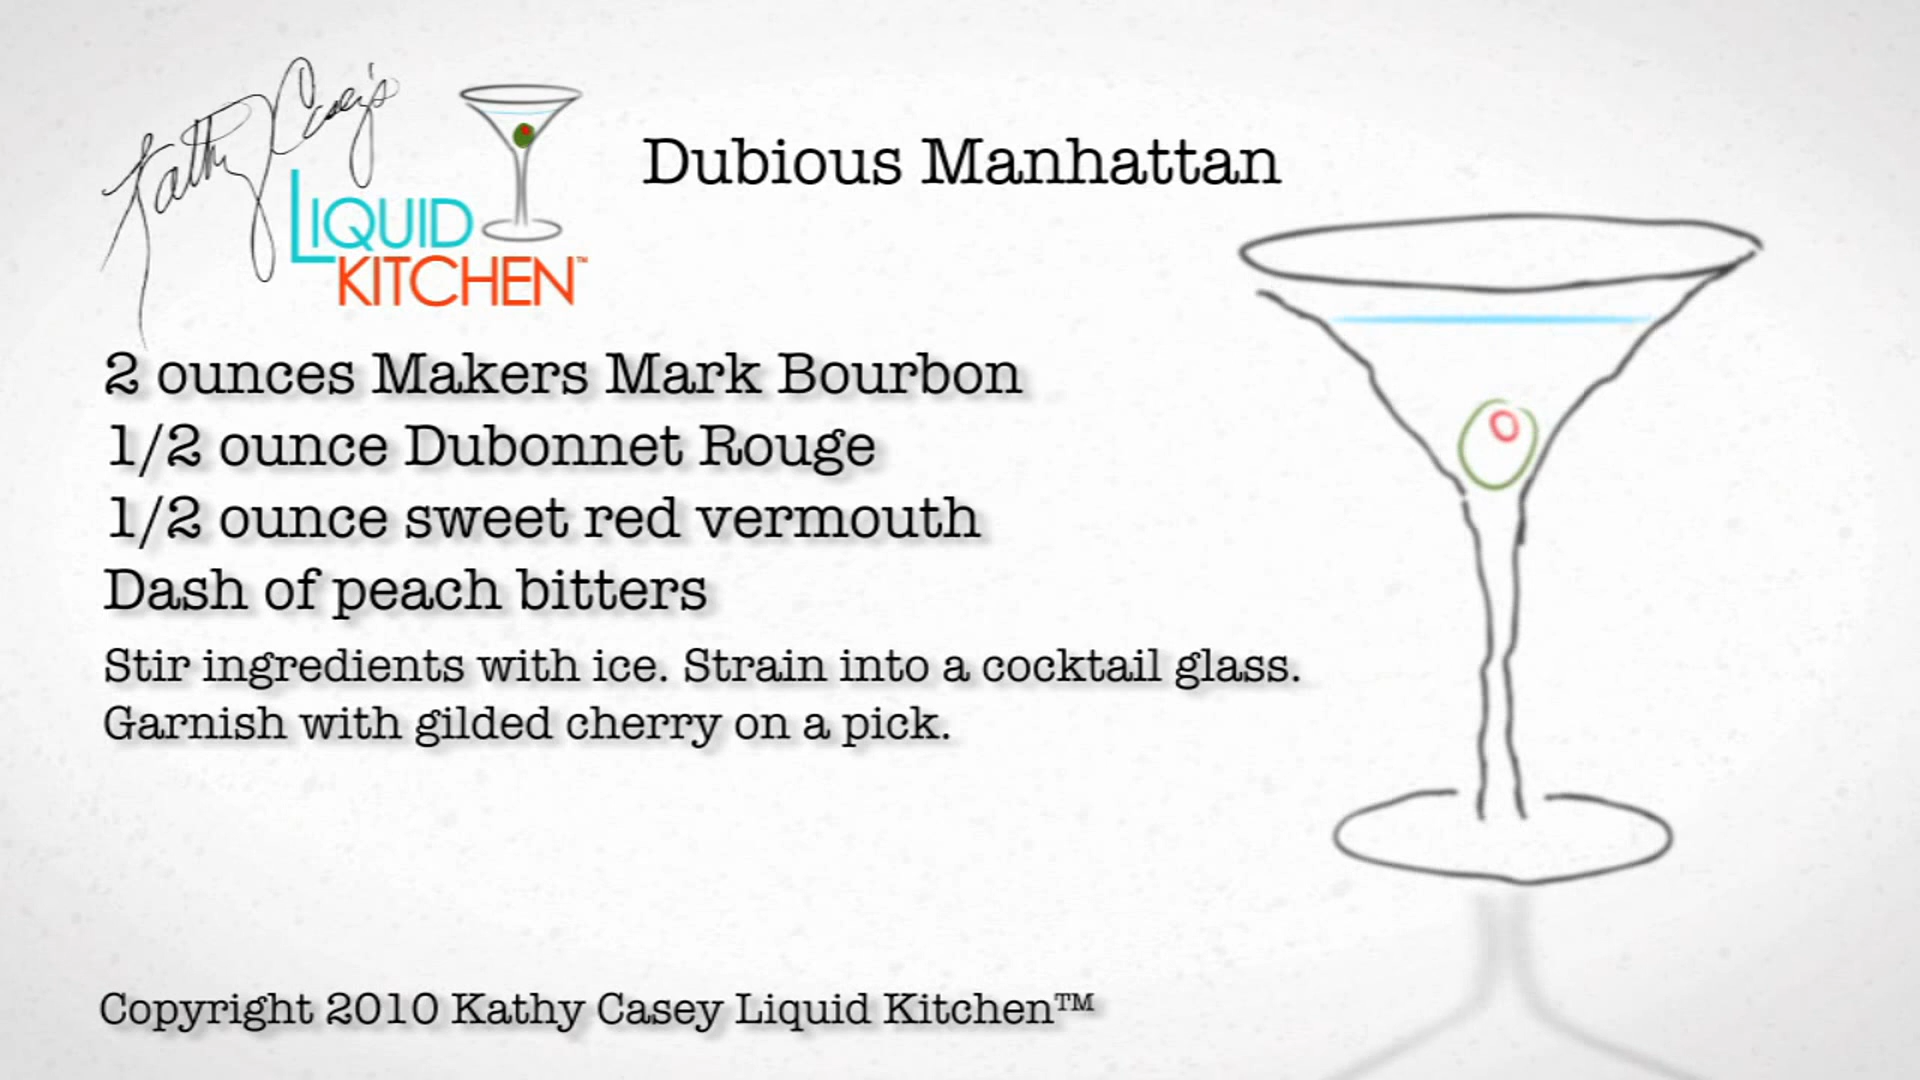 Kathy Casey's
LIQUID
KITCHEN™
Dubious Manhattan
2 ounces Makers Mark Bourbon
1/2 ounce Dubonnet Rouge
1/2 ounce sweet red vermouth
Dash of peach bitters
Stir ingredients with ice. Strain into a cocktail glass.
Garnish with gilded cherry on a pick.
Copyright 2010 Kathy Casey Liquid Kitchen™